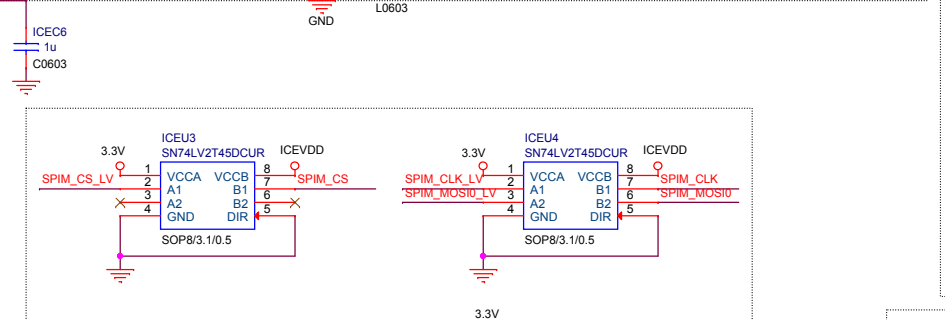 L0603
GND
ICEC6
1u
C0603
ICEU3
SN74LV2T45DCUR
3.3V
ICEVDD
SPIM_CS_LV
1 VCCA VCCB 8
2 A1 B1 7
3 A2 B2 6
4 GND DIR 5
SPIM_CS
SOP8/3.1/0.5
ICEU4
SN74LV2T45DCUR
3.3V
ICEVDD
SPIM_CLK_LV
SPIM_MOSI0_LV
1 VCCA VCCB 8
2 A1 B1 7
3 A2 B2 6
4 GND DIR 5
SPIM_CLK
SPIM_MOSI0
SOP8/3.1/0.5
3.3V